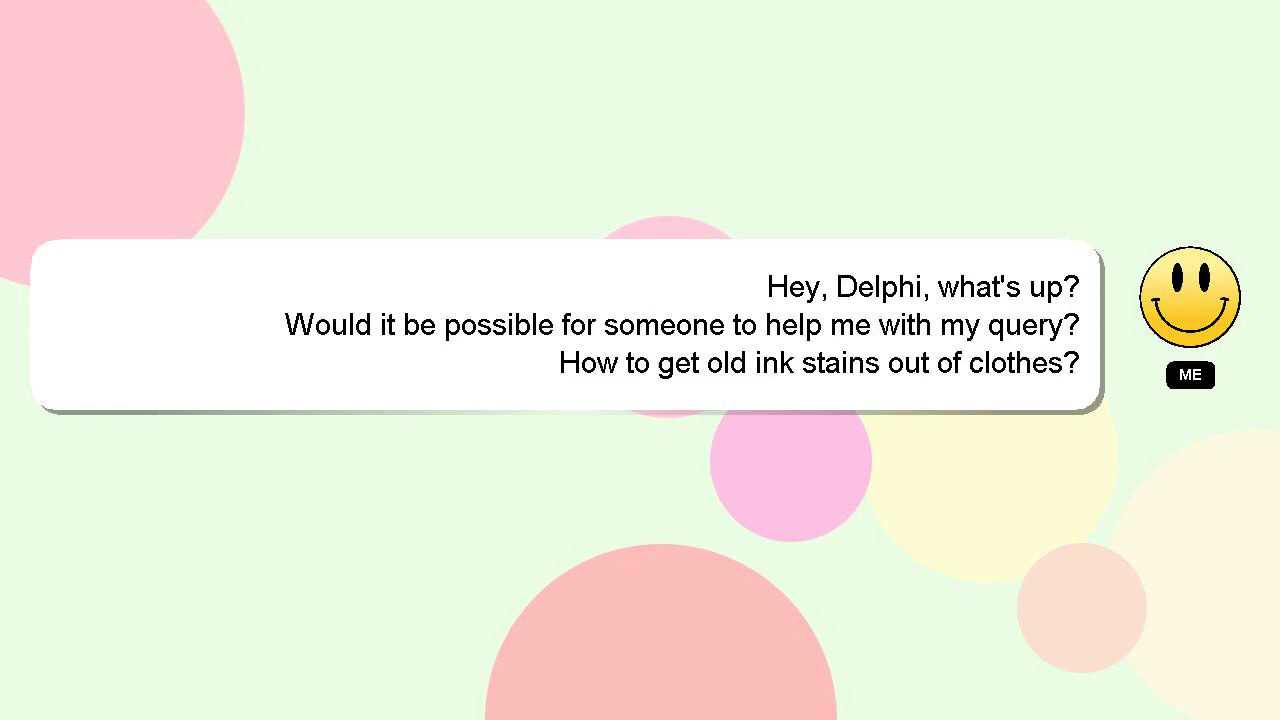 Hey, Delphi, what's up?
Would it be possible for someone to help me with my query?
How to get old ink stains out of clothes?
ME